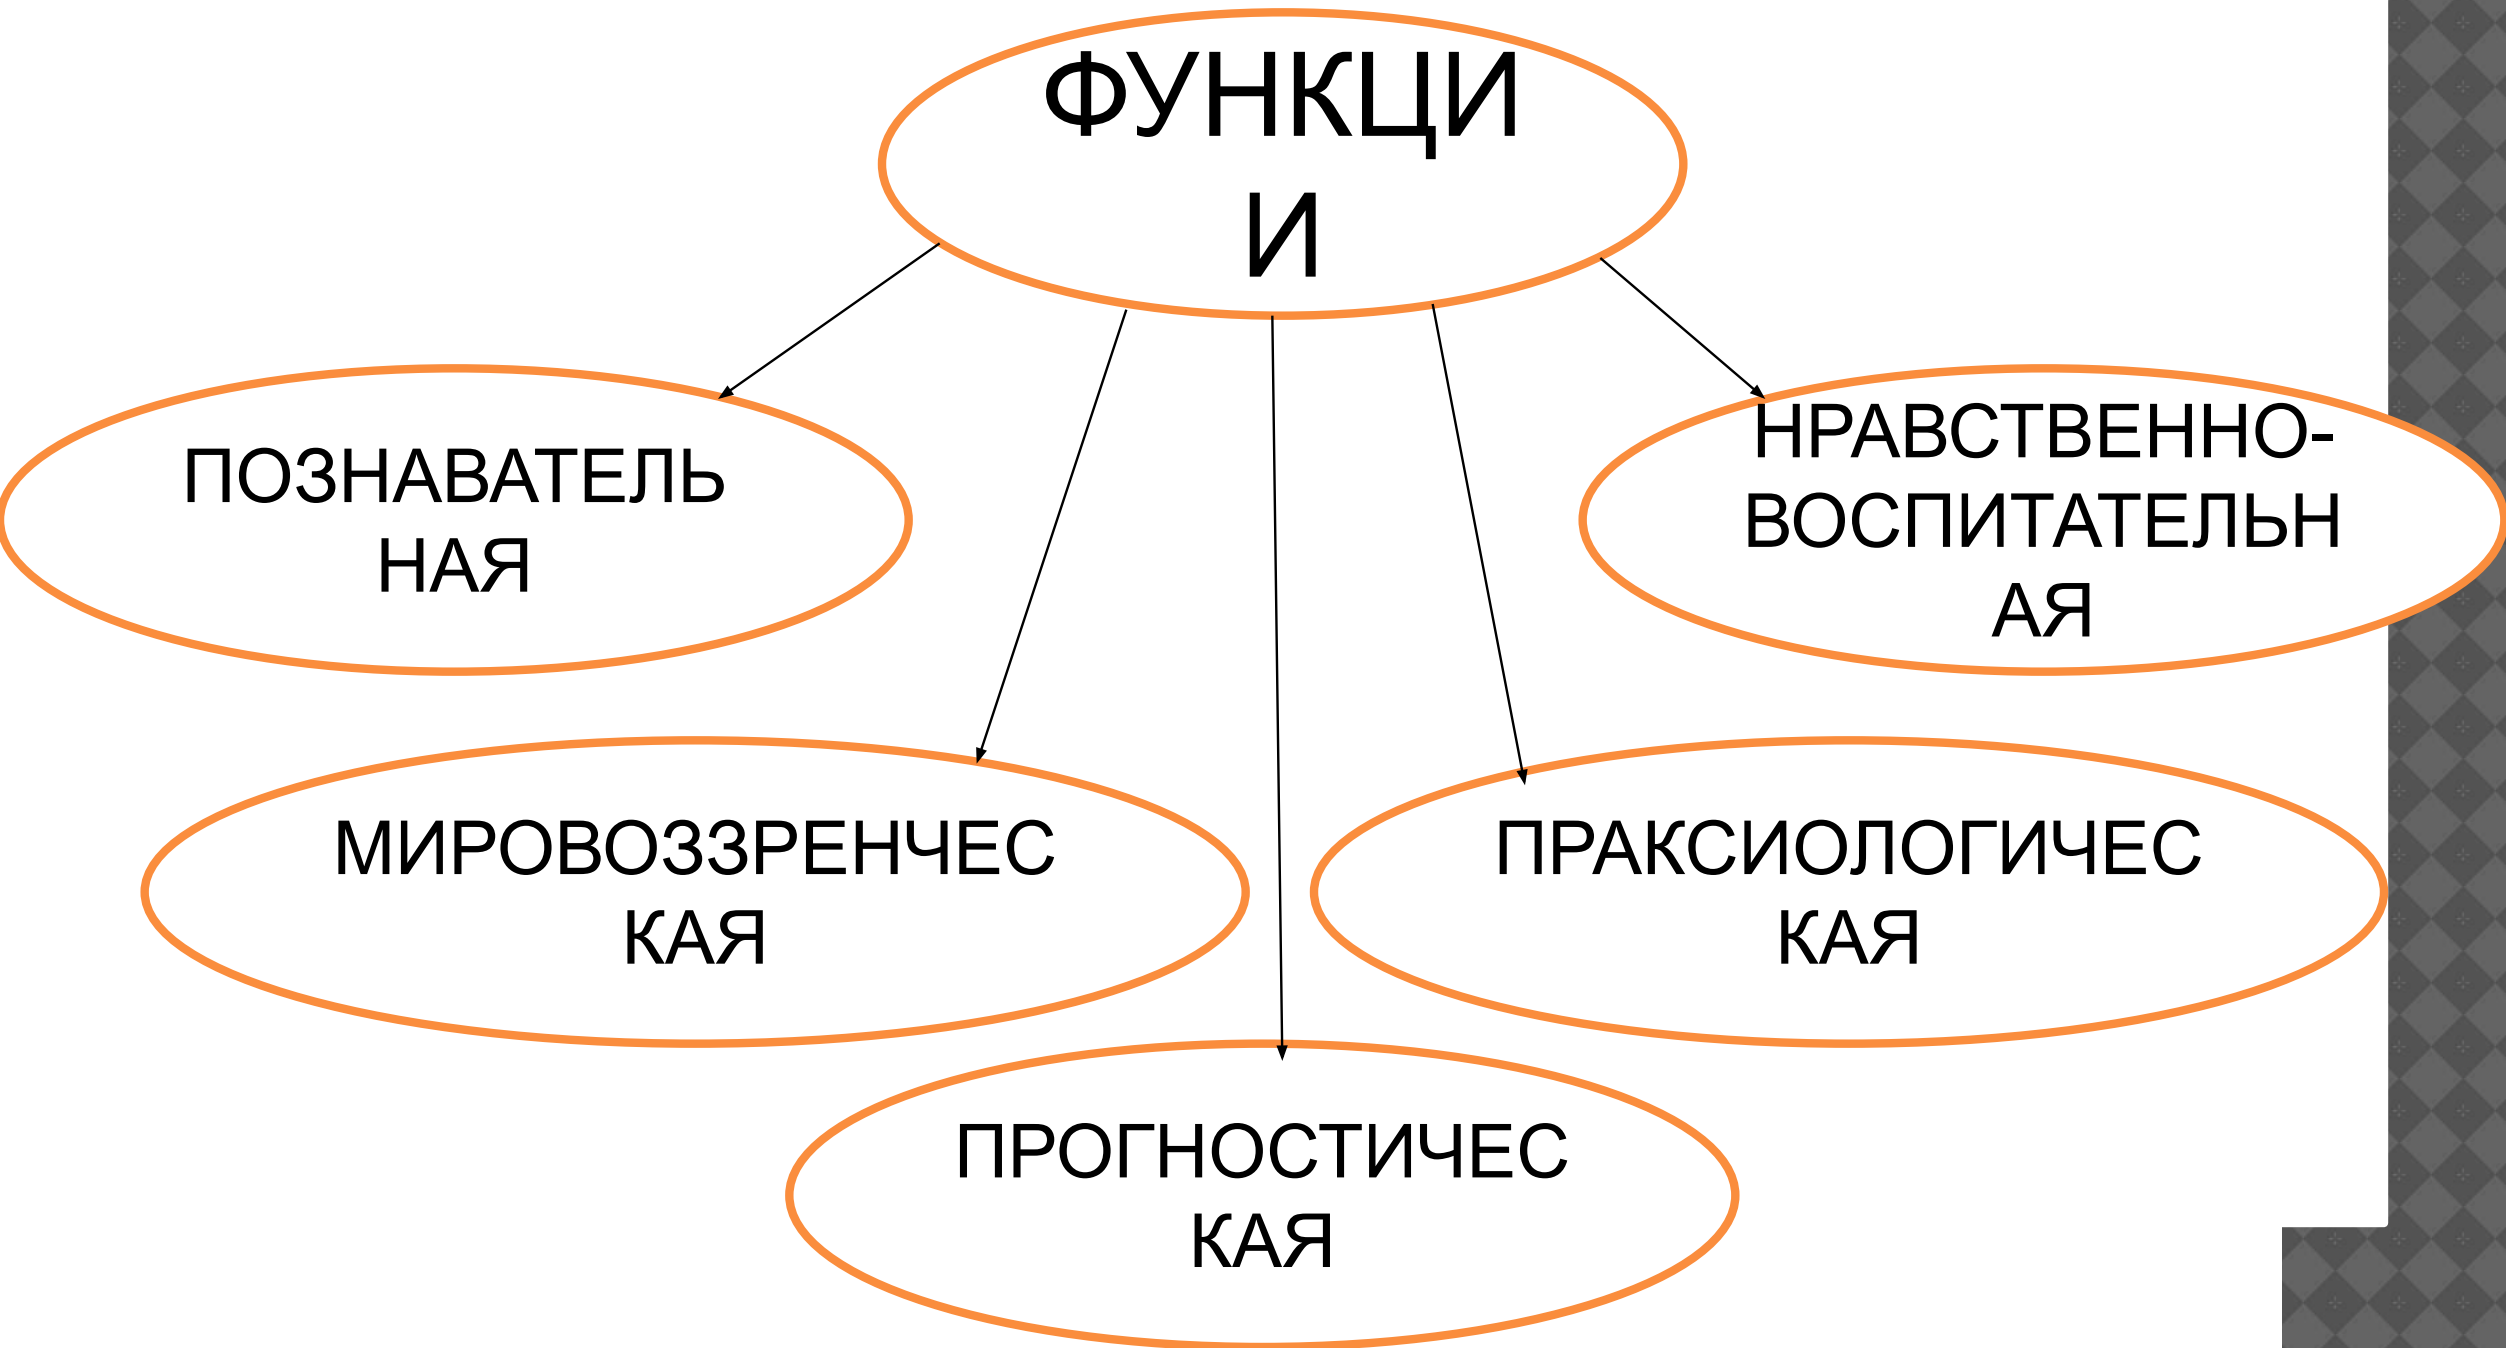 ФУНКЦИ
И
ПОЗНАВАТЕЛЬ
НАЯ
НРАВСТВЕННО-
ВОСПИТАТЕЛЬН
АЯ
МИРОВОЗЗРЕНЧЕС
КАЯ
ПРАКСИОЛОГИЧЕС
КАЯ
ПРОГНОСТИЧЕС
КАЯ